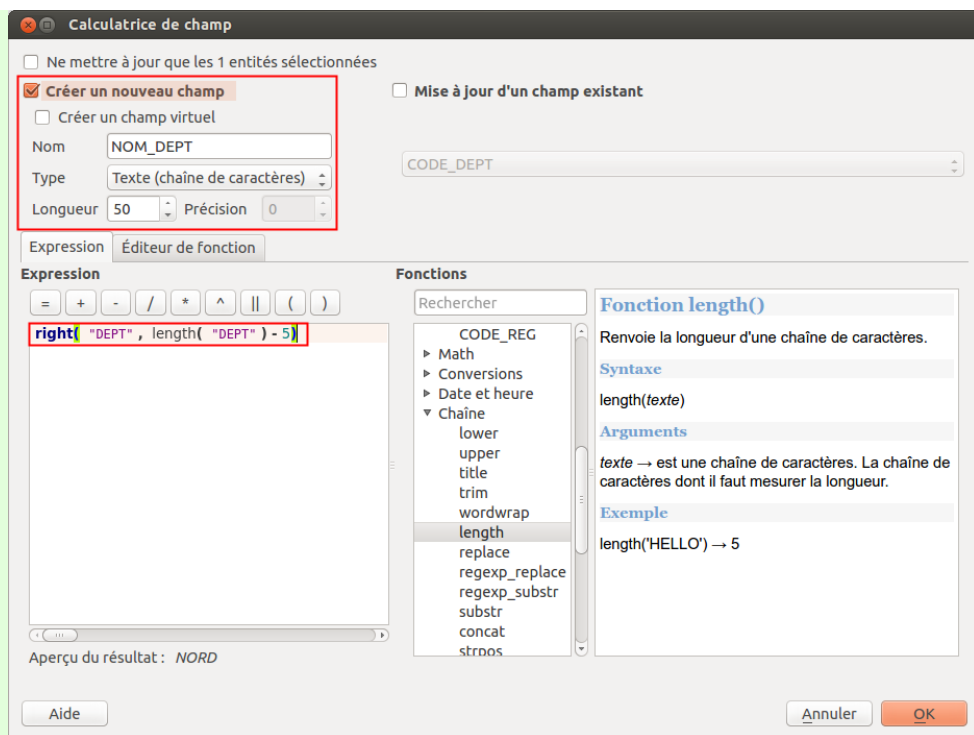 Calculatrice de champ
Ne mettre à jour que les 1 entités sélectionnées
Créer un nouveau champ
Mise à jour d'un champ existant
Créer un champ virtuel
Nom NOM_DEPT
CODE_DEPT
Type Texte (chaîne de caractères)
Longueur 50 Précision 0
Expression Éditeur de fonction
Expression
= + - / * ^ || ( )
right( "DEPT" , length( "DEPT" ) - 5)
Aperçu du résultat : NORD
Fonctions
Rechercher
CODE_REG
Math
Conversions
Date et heure
Chaîne
lower
upper
title
trim
wordwrap
length
replace
regexp_replace
regexp_substr
substr
concat
strpos
Fonction length()
Renvoie la longueur d'une chaîne de caractères.
Syntaxe
length(texte)
Arguments
texte → est une chaîne de caractères. La chaîne de
caractères dont il faut mesurer la longueur.
Exemple
length('HELLO') → 5
Aide
Annuler
OK